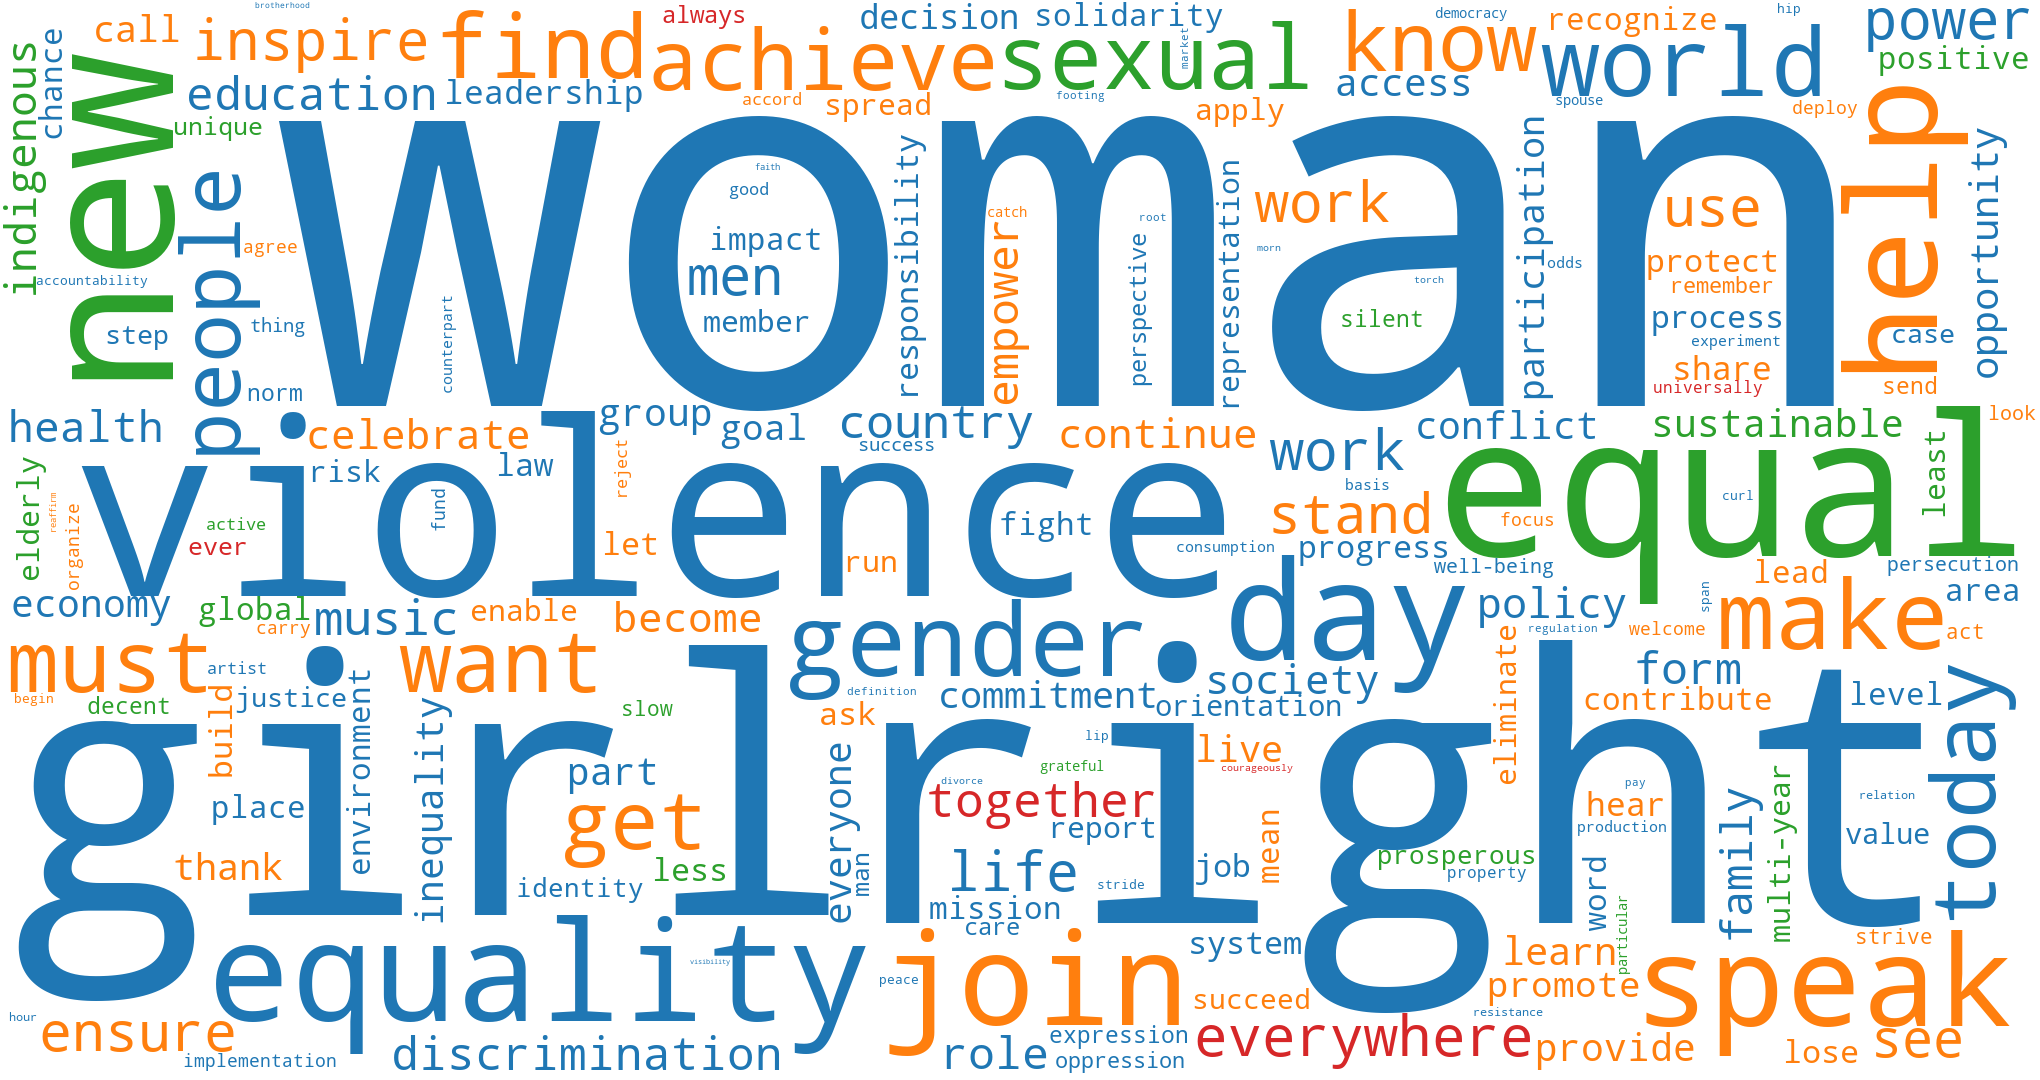 brotherhood
call
inspire
find
always
achieve
decision
solidarity
sexual
market
know
democracy
recognize
hip
world
power
positive
indigenous
chance
new
education
leadership
unique
accord
spread
footing
access
apply
spouse
deploy
help
opportunity
people
woman
faith
good
impact
men
member
responsibility
catch
empower
root
perspective
representation
work
morn
torch
silent
participation
odds
use
protect
remember
process
experiment
share
universally
case
send
agree
accountability
step
thing
norm
counterpart
health
celebrate
group
goal
country
success
continue
work
conflict
sustainable
look
least
elderly
reaffirm
organize
risk
law
reject
violence
fund
active
ever
let
run
fight
basis
stand
focus
equal
curl
consumption
progress
well-being
persecution
economy
global
carry
music
enable
become
gender
day
policy
regulation
span
lead
make
welcome
area
act
must
artist
want
begin
decent
justice
build
environment
inequality
slow
definition
ask
commitment
society
orientation
eliminate
form
contribute
level
today
girl
right
place
part
get
thank
identity
less
everyone
man
lip
grateful
courageously
divorce
together
report
life
stride
mission
care
live
job
mean
pay
hear
production
prosperous
property
word
particular
family
multi-year
relation
value
equality
visibility
join
peace
system
succeed
learn
promote
resistance
strive
speak
hour
ensure
implementation
discrimination
role
expression
oppression
everywhere
provide
lose
see